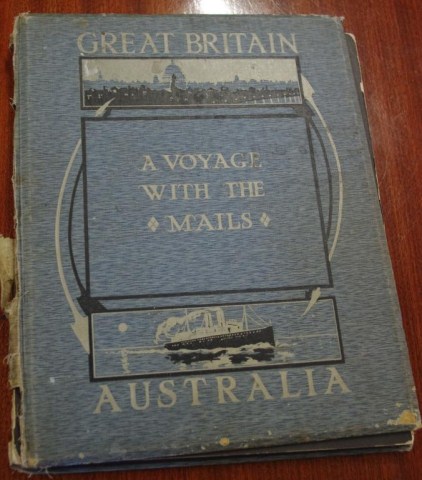 GREAT BRITAIN
A VOYAGE
WITH THE
MAILS
AUSTRALIA